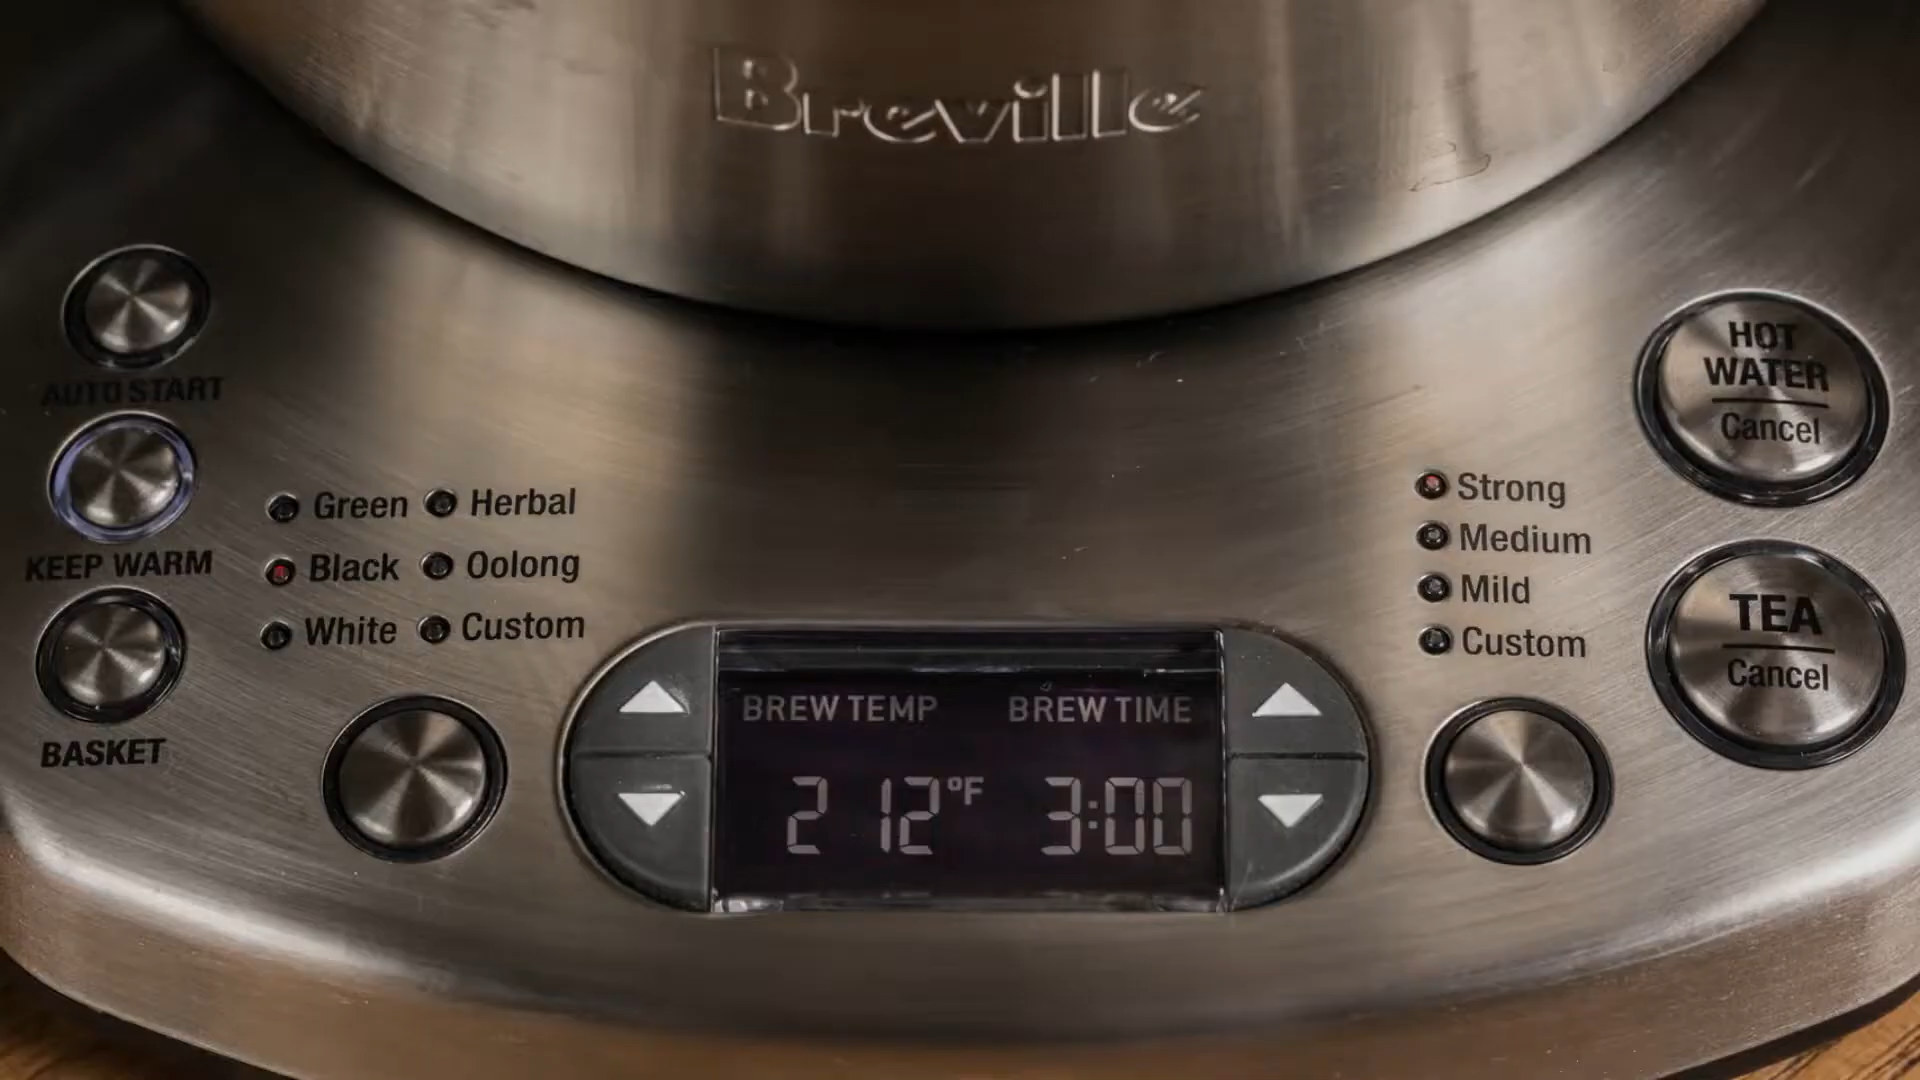 Breville
AUTO START
KEEP WARM
BASKET
Green Herbal
Black Oolong
White Custom
BREW TEMP BREW TIME
212°F 3:00
Strong
Medium
Mild
Custom
HOT
WATER
Cancel
TEA
Cancel